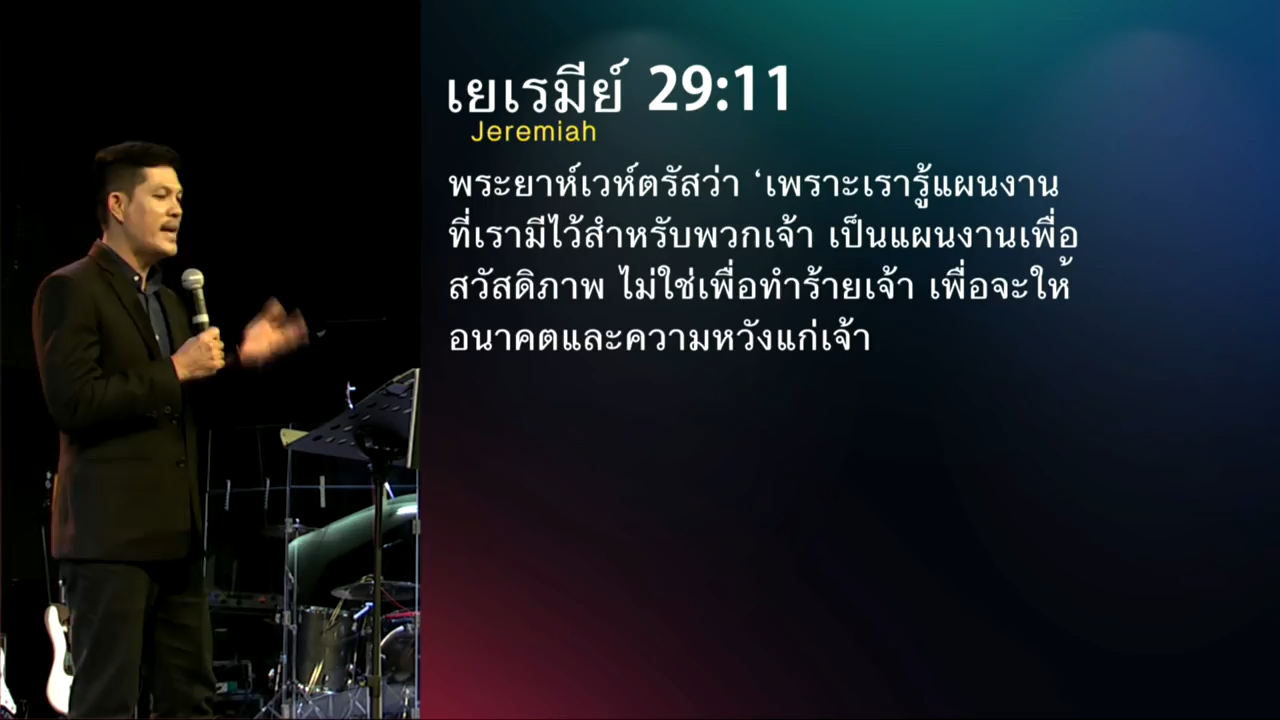 เยเรมีย์ 29:11
Jeremiah
พระยาห์เวห์ตรัสว่า ‘เพราะเรารู้แผนงาน
ที่เรามีไว้สำหรับพวกเจ้า เป็นแผนงานเพื่อ
สวัสดิภาพ ไม่ใช่เพื่อทำร้ายเจ้า เพื่อจะให้
อนาคตและความหวังแก่เจ้า